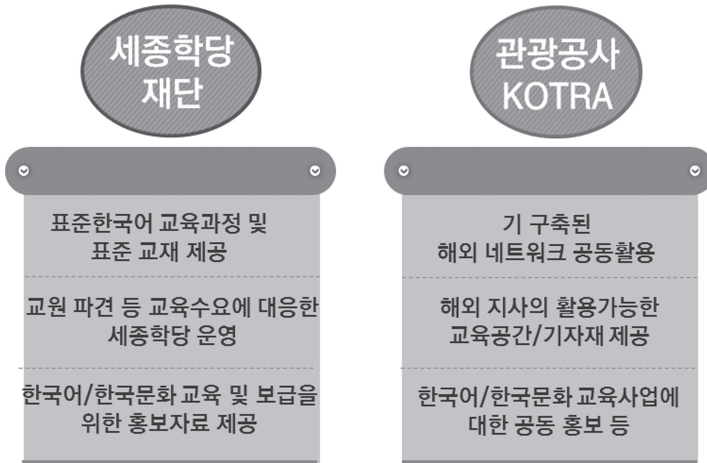 세종학당
재단
표준한국어 교육과정 및
표준 교재 제공
교원 파견 등 교육수요에 대응한
세종학당 운영
한국어/한국문화 교육 및 보급을
위한 홍보자료 제공
관광공사
KOTRA
기 구축된
해외 네트워크 공동활용
해외 지사의 활용가능한
교육공간/기자재 제공
한국어/한국문화 교육사업에
대한 공동 홍보 등